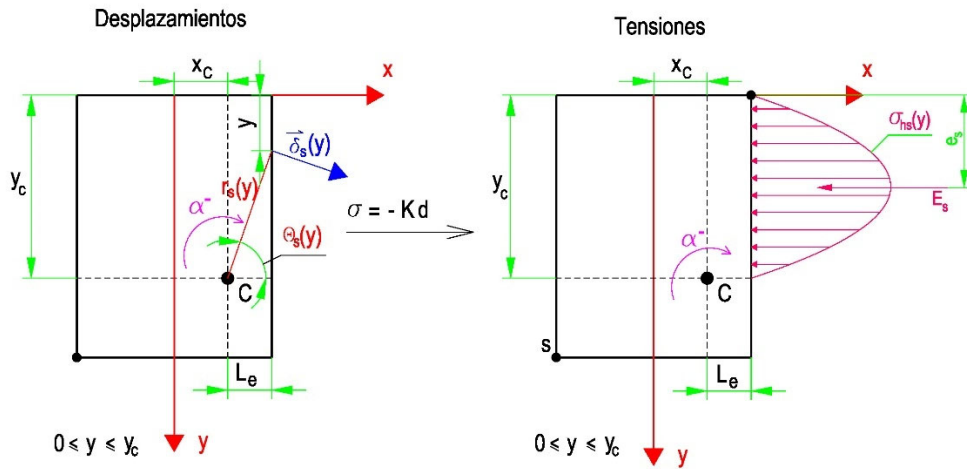 Desplazamientos
x_C
x
y
y_c
δ_s(y)
r_s(y)
α⁻
Θ_s(y)
C
L_e
0 ≤ y ≤ y_c
y
σ = - K d
Tensiones
x_C
x
y_c
σ_hs(y)
e_s
E_s
α⁻
C
s
L_e
0 ≤ y ≤ y_c
y